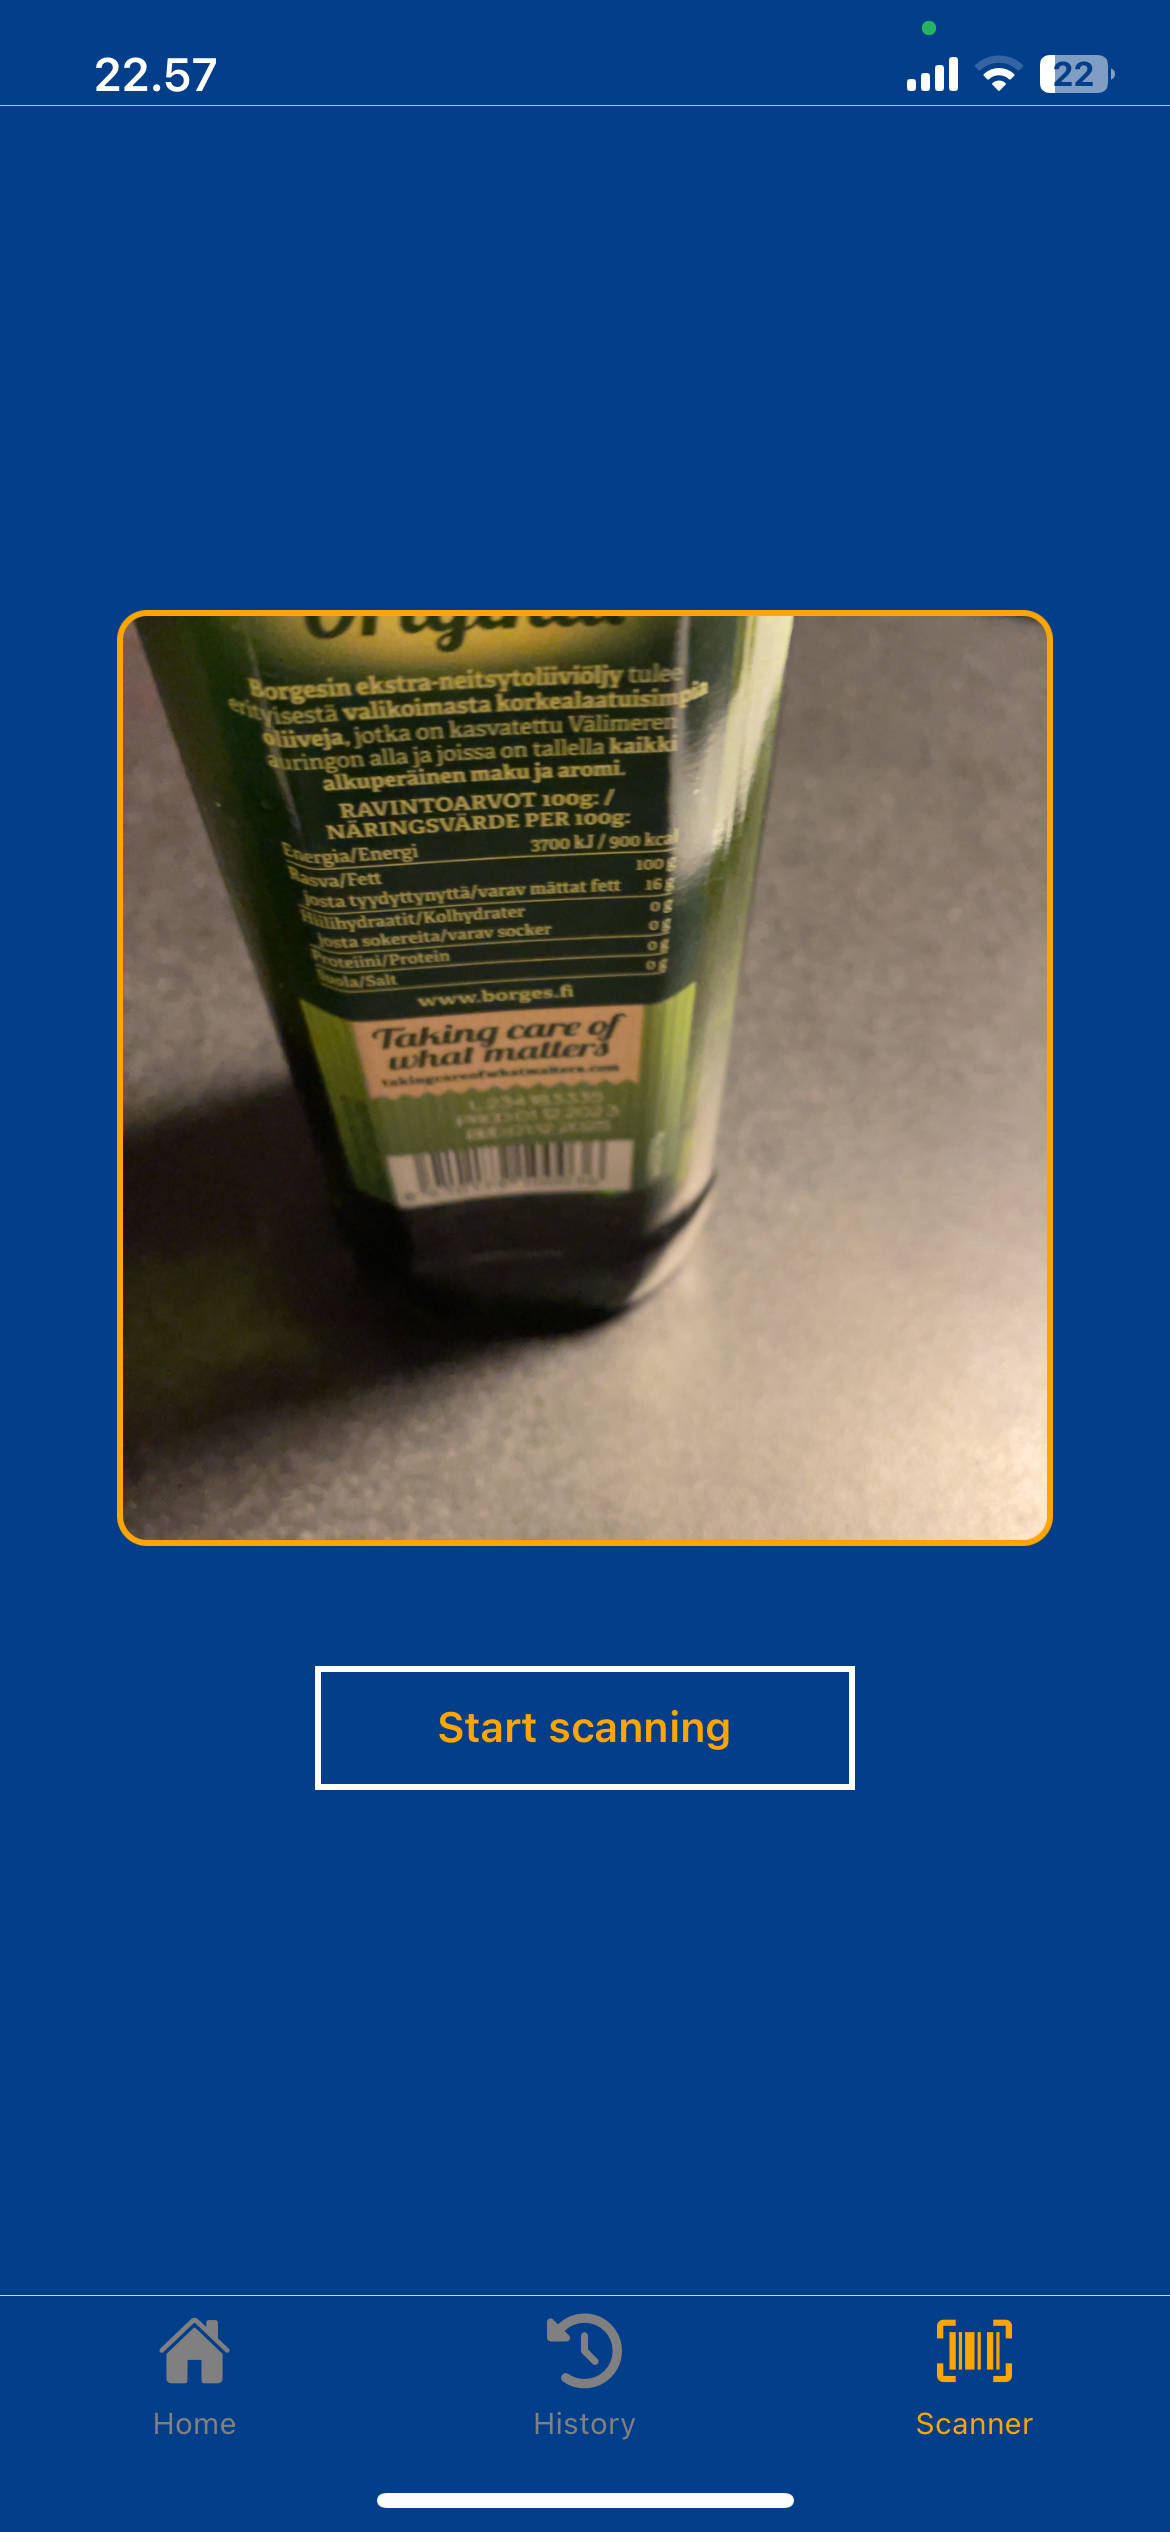 22.57
22
Original
Borgesin ekstra-neitsytoliiviöljy tulee
erityisestä valikoimasta korkealaatuisimpia
oliiveja, jotka on kasvatettu Välimeren
auringon alla ja joissa on tallella kaikki
alkuperäinen maku ja aromi.
RAVINTOARVOT 100g: /
NÄRINGSVÄRDE PER 100g:
Energia/Energi 3700 kJ / 900 kcal
Rasva/Fett 100 g
josta tyydyttynyttä/varav mättat fett 16 g
Hiilihydraatit/Kolhydrater 0 g
josta sokereita/varav socker 0 g
Proteiini/Protein 0 g
Suola/Salt 0 g
www.borges.fi
Taking care of
what matters
takingcareofwhatmatters.com
Start scanning
Home
History
Scanner